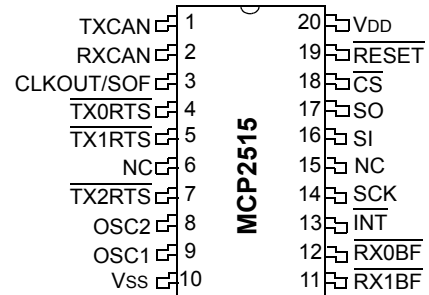 TXCAN 1 20 VDD
RXCAN 2 19 RESET
CLKOUT/SOF 3 18 CS
TX0RTS 4 17 SO
TX1RTS 5 16 SI
NC 6 15 NC
TX2RTS 7 14 SCK
OSC2 8 13 INT
OSC1 9 12 RX0BF
Vss 10 11 RX1BF
MCP2515